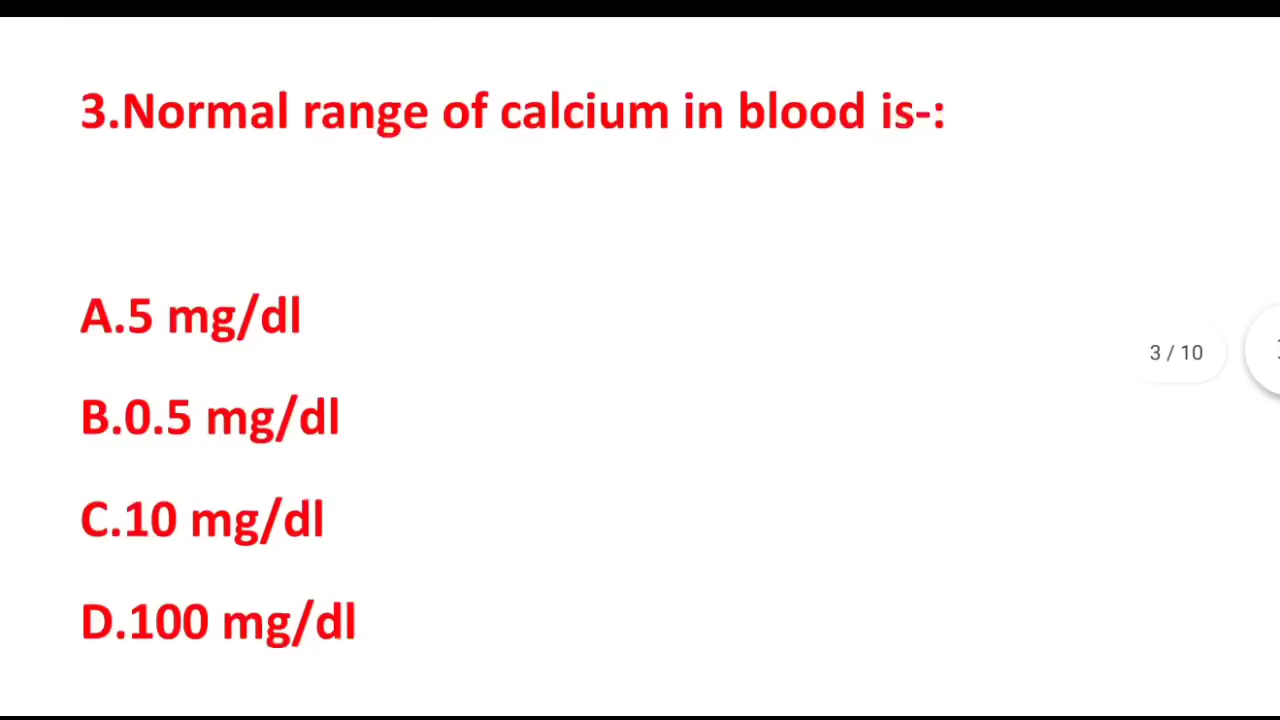 3.Normal range of calcium in blood is-:
A.5 mg/dl
3 / 10
B.0.5 mg/dl
C.10 mg/dl
D.100 mg/dl